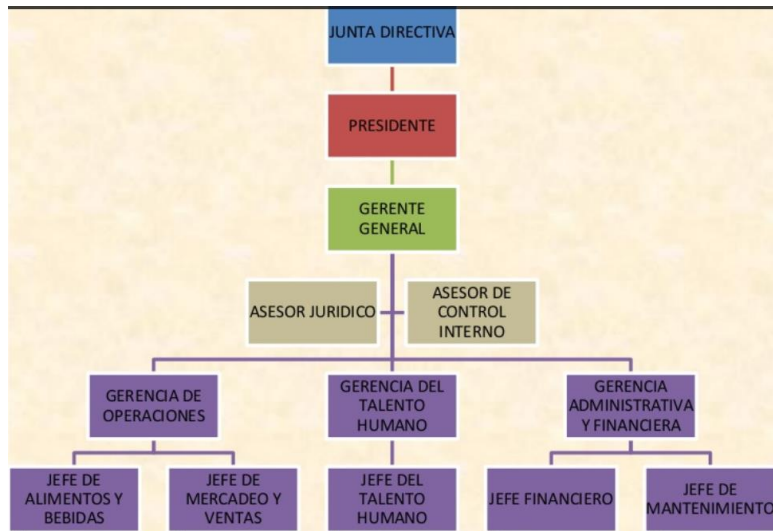 JUNTA DIRECTIVA
PRESIDENTE
GERENTE
GENERAL
ASESOR JURIDICO
ASESOR DE
CONTROL
INTERNO
GERENCIA DE
OPERACIONES
GERENCIA DEL
TALENTO
HUMANO
GERENCIA
ADMINISTRATIVA
Y FINANCIERA
JEFE DE
ALIMENTOS Y
BEBIDAS
JEFE DE
MERCADEO Y
VENTAS
JEFE DEL
TALENTO
HUMANO
JEFE FINANCIERO
JEFE DE
MANTENIMIENTO